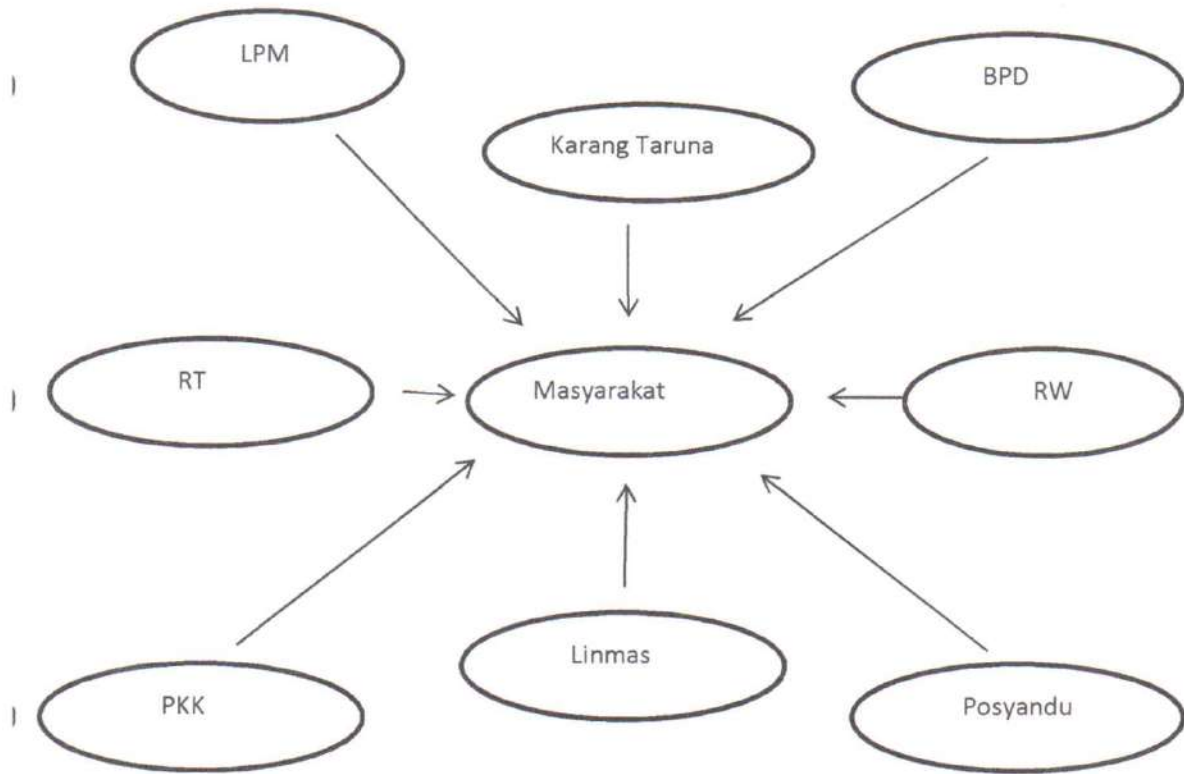 LPM
BPD
Karang Taruna
RT
Masyarakat
RW
PKK
Linmas
Posyandu